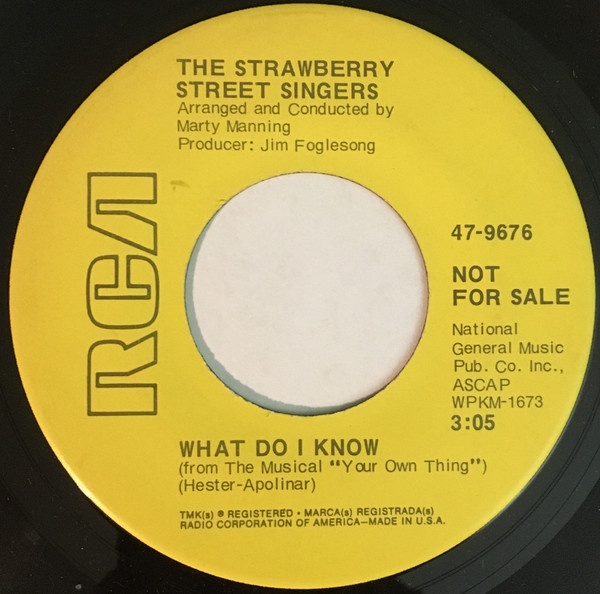 THE STRAWBERRY
STREET SINGERS
Arranged and Conducted by
Marty Manning
Producer: Jim Foglesong
RCA
47-9676
NOT
FOR SALE
National
General Music
Pub. Co. Inc.,
ASCAP
WPKM-1673
3:05
WHAT DO I KNOW
(from The Musical "Your Own Thing")
(Hester-Apolinar)
TMK(s) ® REGISTERED • MARCA(s) REGISTRADA(s)
RADIO CORPORATION OF AMERICA—MADE IN U.S.A.